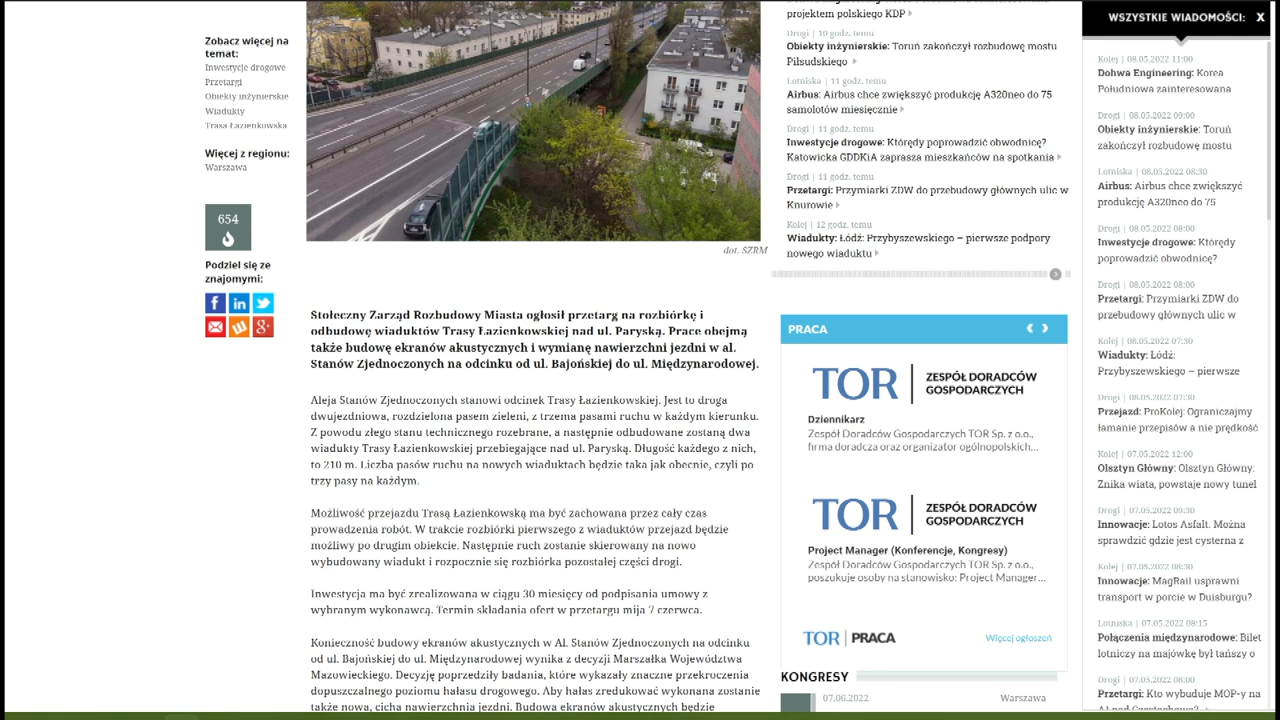 Zobacz więcej na
temat:
Inwestycje drogowe
Przetargi
Obiekty inżynierskie
Wiadukty
Trasa Łazienkowska
Więcej z regionu:
Warszawa
654
Podziel się ze
znajomymi:
fot. SZRM
Stołeczny Zarząd Rozbudowy Miasta ogłosił przetarg na rozbiórkę i
odbudowę wiaduktów Trasy Łazienkowskiej nad ul. Paryską. Prace obejmą
także budowę ekranów akustycznych i wymianę nawierzchni jezdni w al.
Stanów Zjednoczonych na odcinku od ul. Bajońskiej do ul. Międzynarodowej.
Aleja Stanów Zjednoczonych stanowi odcinek Trasy Łazienkowskiej. Jest to droga
dwujezdniowa, rozdzielona pasem zieleni, z trzema pasami ruchu w każdym kierunku.
Z powodu złego stanu technicznego rozebrane, a następnie odbudowane zostaną dwa
wiadukty Trasy Łazienkowskiej przebiegające nad ul. Paryską. Długość każdego z nich,
to 210 m. Liczba pasów ruchu na nowych wiaduktach będzie taka jak obecnie, czyli po
trzy pasy na każdym.
Możliwość przejazdu Trasą Łazienkowską ma być zachowana przez cały czas
prowadzenia robót. W trakcie rozbiórki pierwszego z wiaduktów przejazd będzie
możliwy po drugim obiekcie. Następnie ruch zostanie skierowany na nowo
wybudowany wiadukt i rozpocznie się rozbiórka pozostałej części drogi.
Inwestycja ma być zrealizowana w ciągu 30 miesięcy od podpisania umowy z
wybranym wykonawcą. Termin składania ofert w przetargu mija 7 czerwca.
Konieczność budowy ekranów akustycznych w Al. Stanów Zjednoczonych na odcinku
od ul. Bajońskiej do ul. Międzynarodowej wynika z decyzji Marszałka Województwa
Mazowieckiego. Decyzję poprzedziły badania, które wykazały znaczne przekroczenia
dopuszczalnego poziomu hałasu drogowego. Aby hałas zredukować wykonana zostanie
także nowa, cicha nawierzchnia jezdni. Budowa ekranów akustycznych będzie
projektem polskiego KDP
Drogi | 10 godz. temu
Obiekty inżynierskie: Toruń zakończył rozbudowę mostu
Piłsudskiego
Lotniska | 11 godz. temu
Airbus: Airbus chce zwiększyć produkcję A320neo do 75
samolotów miesięcznie
Drogi | 11 godz. temu
Inwestycje drogowe: Którędy poprowadzić obwodnicę?
Katowicka GDDKiA zaprasza mieszkańców na spotkania
Drogi | 11 godz. temu
Przetargi: Przymiarki ZDW do przebudowy głównych ulic w
Knurowie
Kolej | 12 godz. temu
Wiadukty: Łódź: Przybyszewskiego – pierwsze podpory
nowego wiaduktu
PRACA
TOR ZESPÓŁ DORADCÓW
GOSPODARCZYCH
Dziennikarz
Zespół Doradców Gospodarczych TOR Sp. z o.o.,
firma doradcza oraz organizator ogólnopolskich...
TOR ZESPÓŁ DORADCÓW
GOSPODARCZYCH
Project Manager (Konferencje, Kongresy)
Zespół Doradców Gospodarczych TOR Sp. z o.o.,
poszukuje osoby na stanowisko: Project Manager...
TOR PRACA Więcej ogłoszeń
KONGRESY
07.06.2022 Warszawa
WSZYSTKIE WIADOMOŚCI: X
Kolej | 08.05.2022 11:00
Dohwa Engineering: Korea
Południowa zainteresowana
Drogi | 08.05.2022 09:00
Obiekty inżynierskie: Toruń
zakończył rozbudowę mostu
Lotniska | 08.05.2022 08:30
Airbus: Airbus chce zwiększyć
produkcję A320neo do 75
Drogi | 08.05.2022 08:00
Inwestycje drogowe: Którędy
poprowadzić obwodnicę?
Drogi | 08.05.2022 08:00
Przetargi: Przymiarki ZDW do
przebudowy głównych ulic w
Kolej | 08.05.2022 07:30
Wiadukty: Łódź:
Przybyszewskiego – pierwsze
Drogi | 08.05.2022 07:30
Przejazd: ProKolej: Ograniczajmy
łamanie przepisów a nie prędkość
Kolej | 07.05.2022 12:00
Olsztyn Główny: Olsztyn Główny:
Znika wiata, powstaje nowy tunel
Drogi | 07.05.2022 09:30
Innowacje: Lotos Asfalt. Można
sprawdzić gdzie jest cysterna z
Kolej | 07.05.2022 08:30
Innowacje: MagRail usprawni
transport w porcie w Duisburgu?
Lotniska | 07.05.2022 08:15
Połączenia międzynarodowe: Bilet
lotniczy na majówkę był tańszy o
Drogi | 07.05.2022 08:00
Przetargi: Kto wybuduje MOP-y na
A1 pod Częstochową?